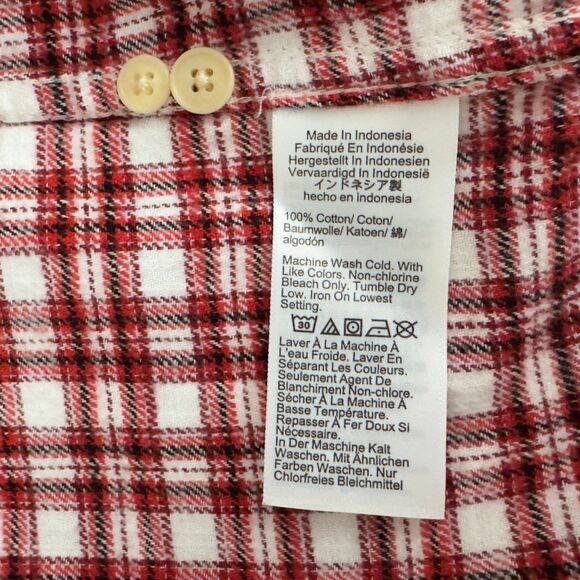 Made In Indonesia
Fabriqué En Indonésie
Hergestellt In Indonesien
Vervaardigd In Indonesië
インドネシア製
hecho en indonesia
100% Cotton/ Coton/
Baumwolle/ Katoen/ 綿/
algodón
Machine Wash Cold. With
Like Colors. Non-chlorine
Bleach Only. Tumble Dry
Low. Iron On Lowest
Setting.
30
Laver À La Machine À
L'eau Froide. Laver En
Séparant Les Couleurs.
Seulement Agent De
Blanchiment Non-chlore.
Sécher À La Machine À
Basse Température.
Repasser À Fer Doux Si
Nécessaire.
In Der Maschine Kalt
Waschen. Mit Ähnlichen
Farben Waschen. Nur
Chlorfreies Bleichmittel